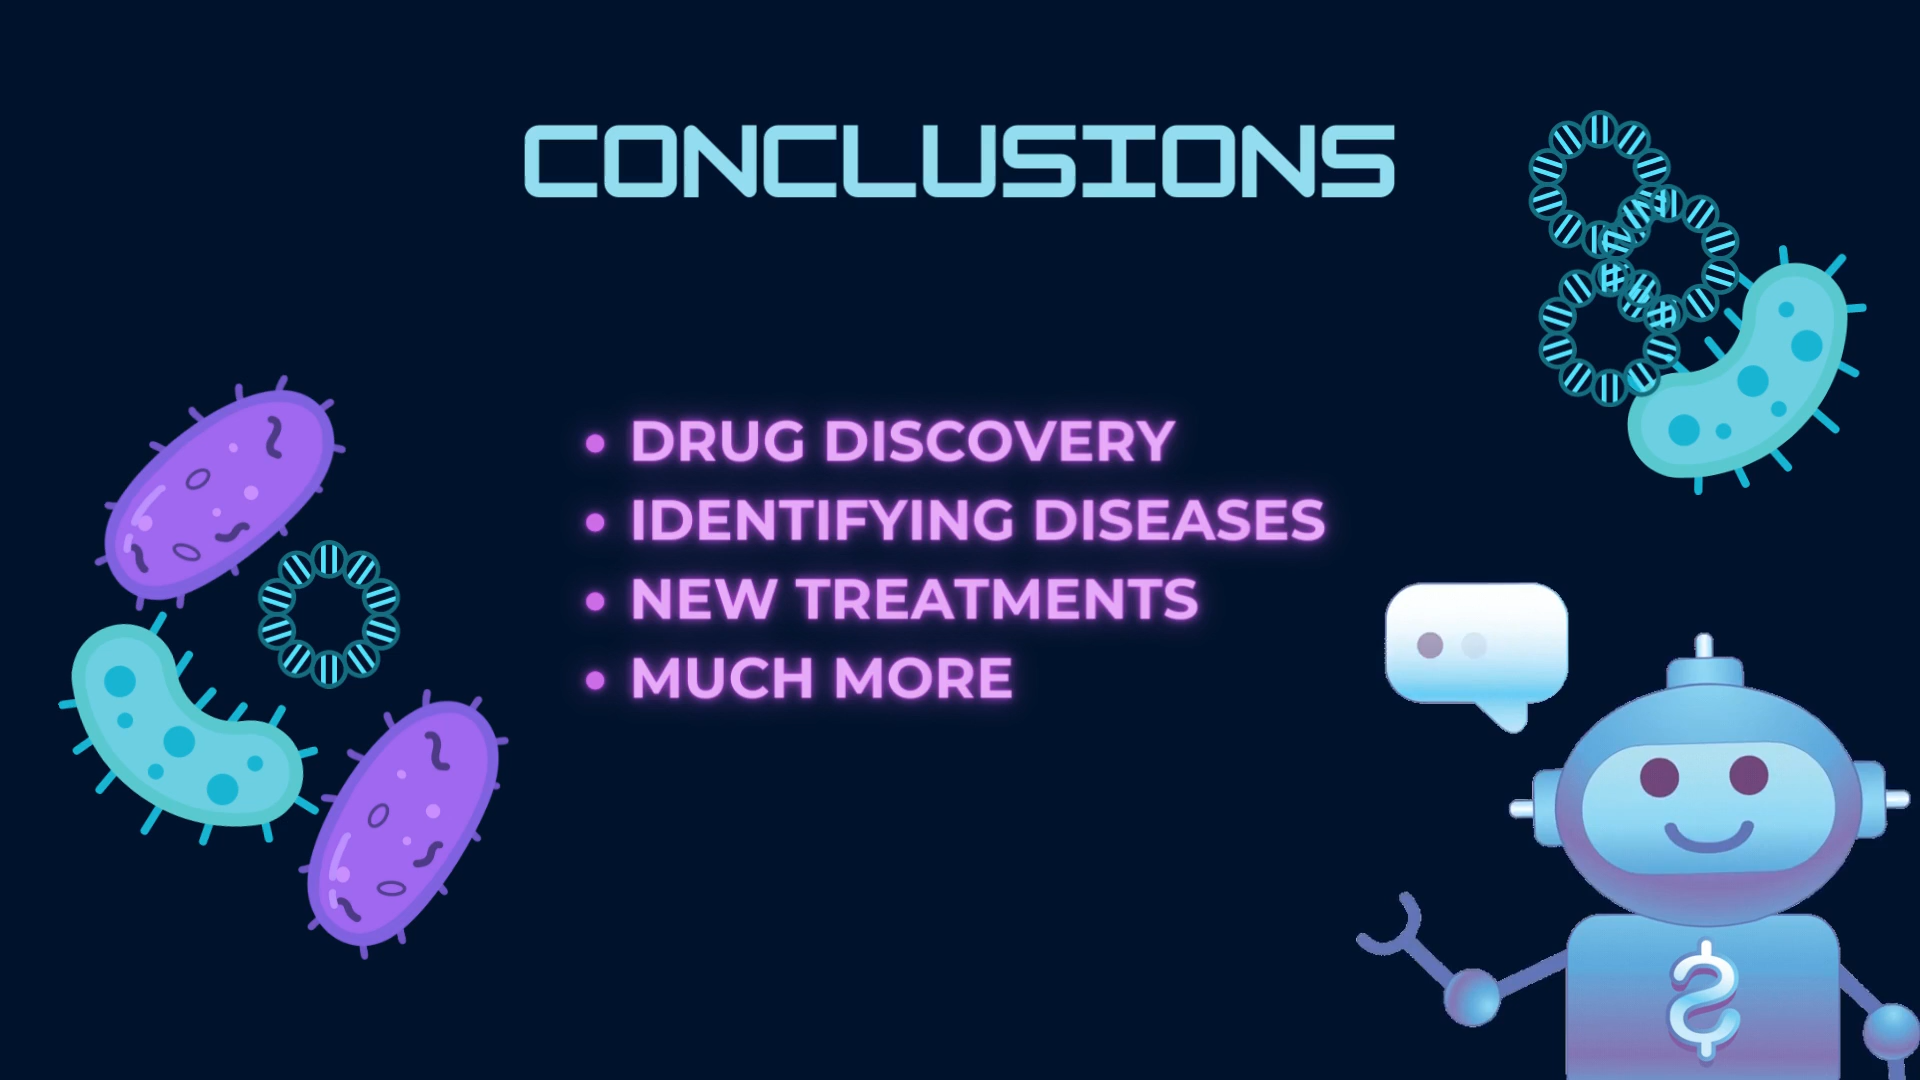 CONCLUSIONS
• DRUG DISCOVERY
• IDENTIFYING DISEASES
• NEW TREATMENTS
• MUCH MORE